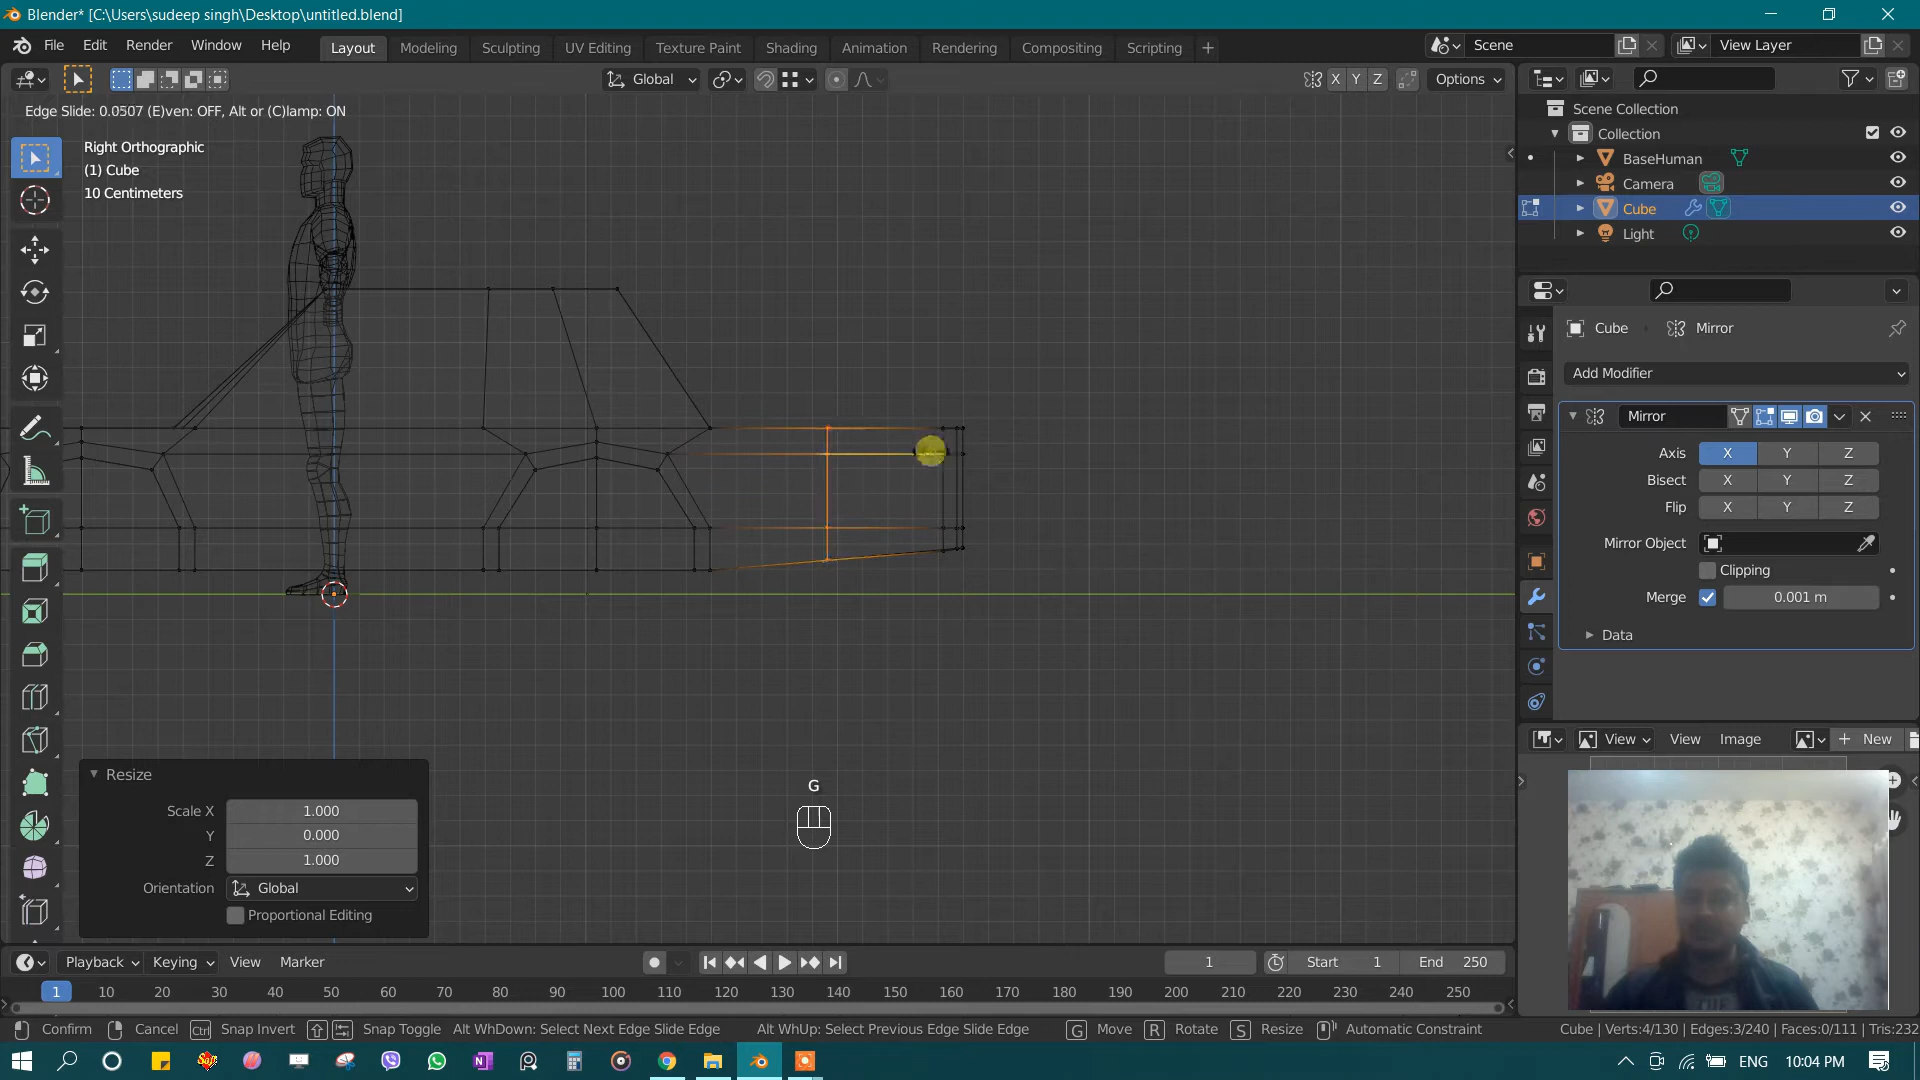 Blender* [C:\Users\sudeep singh\Desktop\untitled.blend]
File Edit Render Window Help Layout Modeling Sculpting UV Editing Texture Paint Shading Animation Rendering Compositing Scripting + Scene View Layer
Global X Y Z Options
Edge Slide: 0.0507 (E)ven: OFF, Alt or (C)lamp: ON
Right Orthographic
(1) Cube
10 Centimeters
Scene Collection
Collection
BaseHuman
Camera
Cube
Light
Cube Mirror
Add Modifier
Mirror
Axis X Y Z
Bisect X Y Z
Flip X Y Z
Mirror Object
Clipping
Merge 0.001 m
Data
View View Image + New
G
Resize
Scale X 1.000
Y 0.000
Z 1.000
Orientation Global
Proportional Editing
Playback Keying View Marker 1 Start 1 End 250
1 10 20 30 40 50 60 70 80 90 100 110 120 130 140 150 160 170 180 190 200 210 220 230 240 250
Confirm Cancel Ctrl Snap Invert Snap Toggle Alt WhDown: Select Next Edge Slide Edge Alt WhUp: Select Previous Edge Slide Edge G Move R Rotate S Resize Automatic Constraint Cube | Verts:4/130 | Edges:3/240 | Faces:0/111 | Tris:232
ENG 10:04 PM